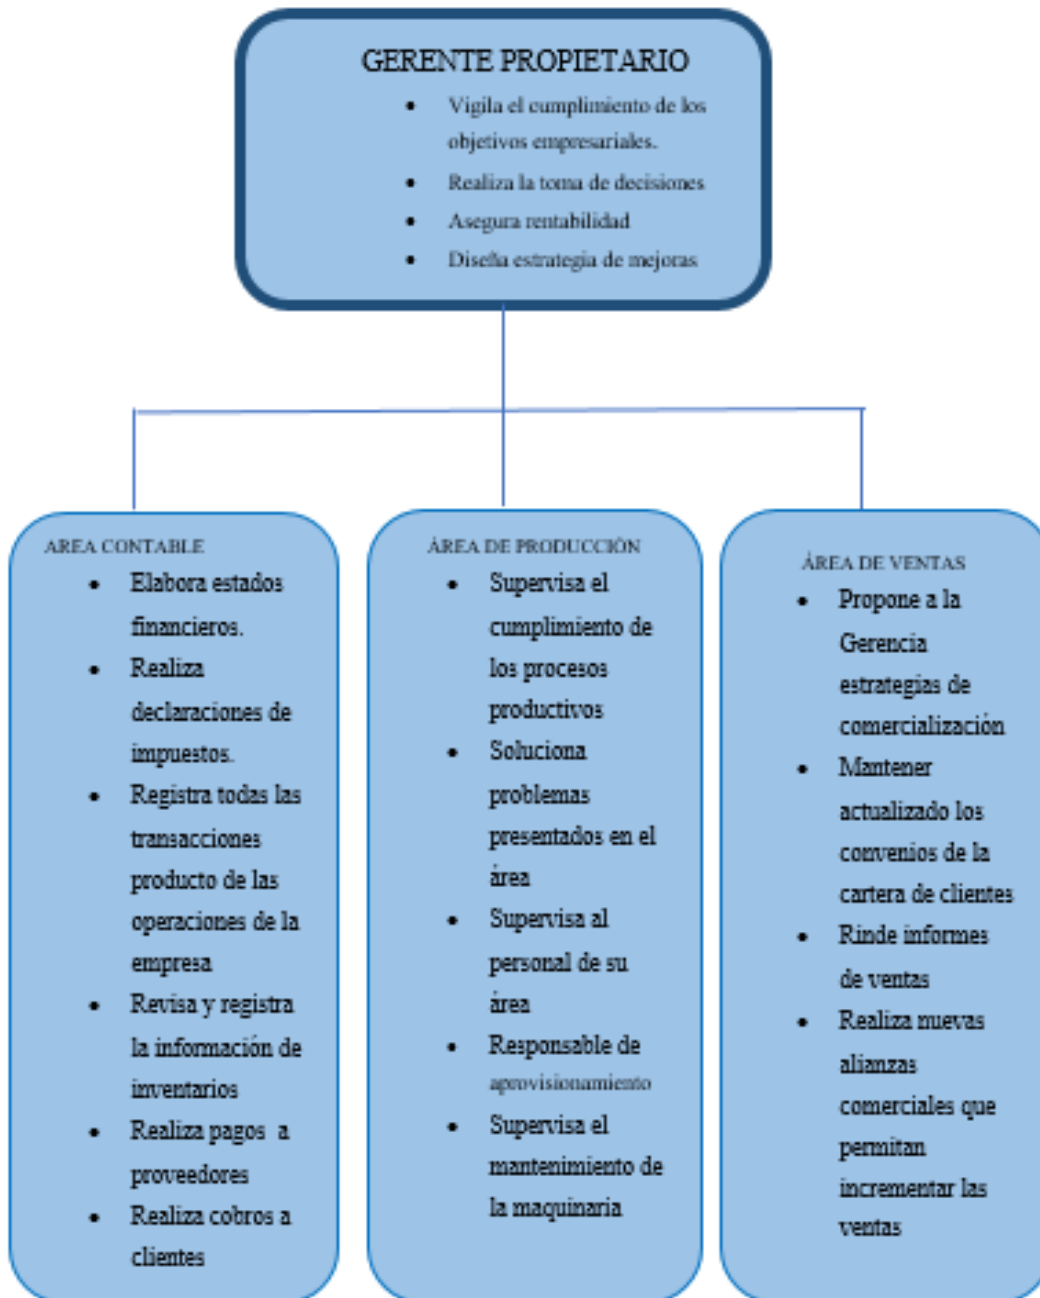 GERENTE PROPIETARIO
• Vigila el cumplimiento de los
objetivos empresariales.
• Realiza la toma de decisiones
• Asegura rentabilidad
• Diseña estrategia de mejoras
AREA CONTABLE
• Elabora estados
financieros.
• Realiza
declaraciones de
impuestos.
• Registra todas las
transacciones
producto de las
operaciones de la
empresa
• Revisa y registra
la información de
inventarios
• Realiza pagos a
proveedores
• Realiza cobros a
clientes
ÁREA DE PRODUCCIÓN
• Supervisa el
cumplimiento de
los procesos
productivos
• Soluciona
problemas
presentados en el
área
• Supervisa al
personal de su
área
• Responsable de
aprovisionamiento
• Supervisa el
mantenimiento de
la maquinaria
ÁREA DE VENTAS
• Propone a la
Gerencia
estrategias de
comercialización
• Mantener
actualizado los
convenios de la
cartera de clientes
• Rinde informes
de ventas
• Realiza nuevas
alianzas
comerciales que
permitan
incrementar las
ventas